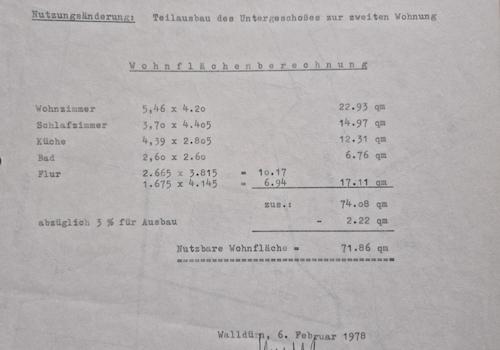 Nutzungsänderung: Teilausbau des Untergeschoßes zur zweiten Wohnung
Wohnflächenberechnung
Wohnzimmer 5,46 x 4.20 22.93 qm
Schlafzimmer 3,70 x 4.405 14.97 qm
Küche 4,39 x 2.805 12.31 qm
Bad 2,60 x 2.60 6.76 qm
Flur 2.665 x 3.815 = 10.17
1.675 x 4.145 = 6.94 17.11 qm
zus.: 74.08 qm
abzüglich 3 % für Ausbau - 2.22 qm
Nutzbare Wohnfläche = 71.86 qm
Walldürn, 6. Februar 1978